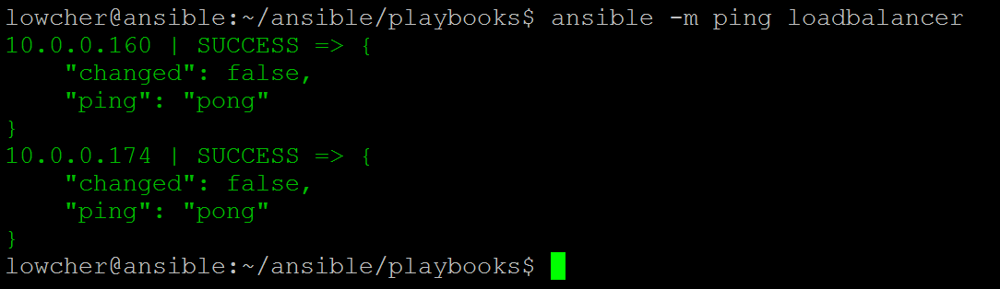 lowcher@ansible:~/ansible/playbooks$ ansible -m ping loadbalancer
10.0.0.160 | SUCCESS => {
    "changed": false,
    "ping": "pong"
}
10.0.0.174 | SUCCESS => {
    "changed": false,
    "ping": "pong"
}
lowcher@ansible:~/ansible/playbooks$